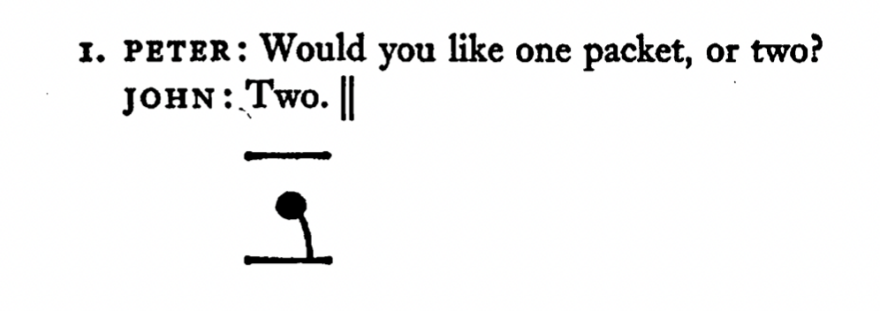 1. PETER: Would you like one packet, or two?
JOHN: Two. ‖